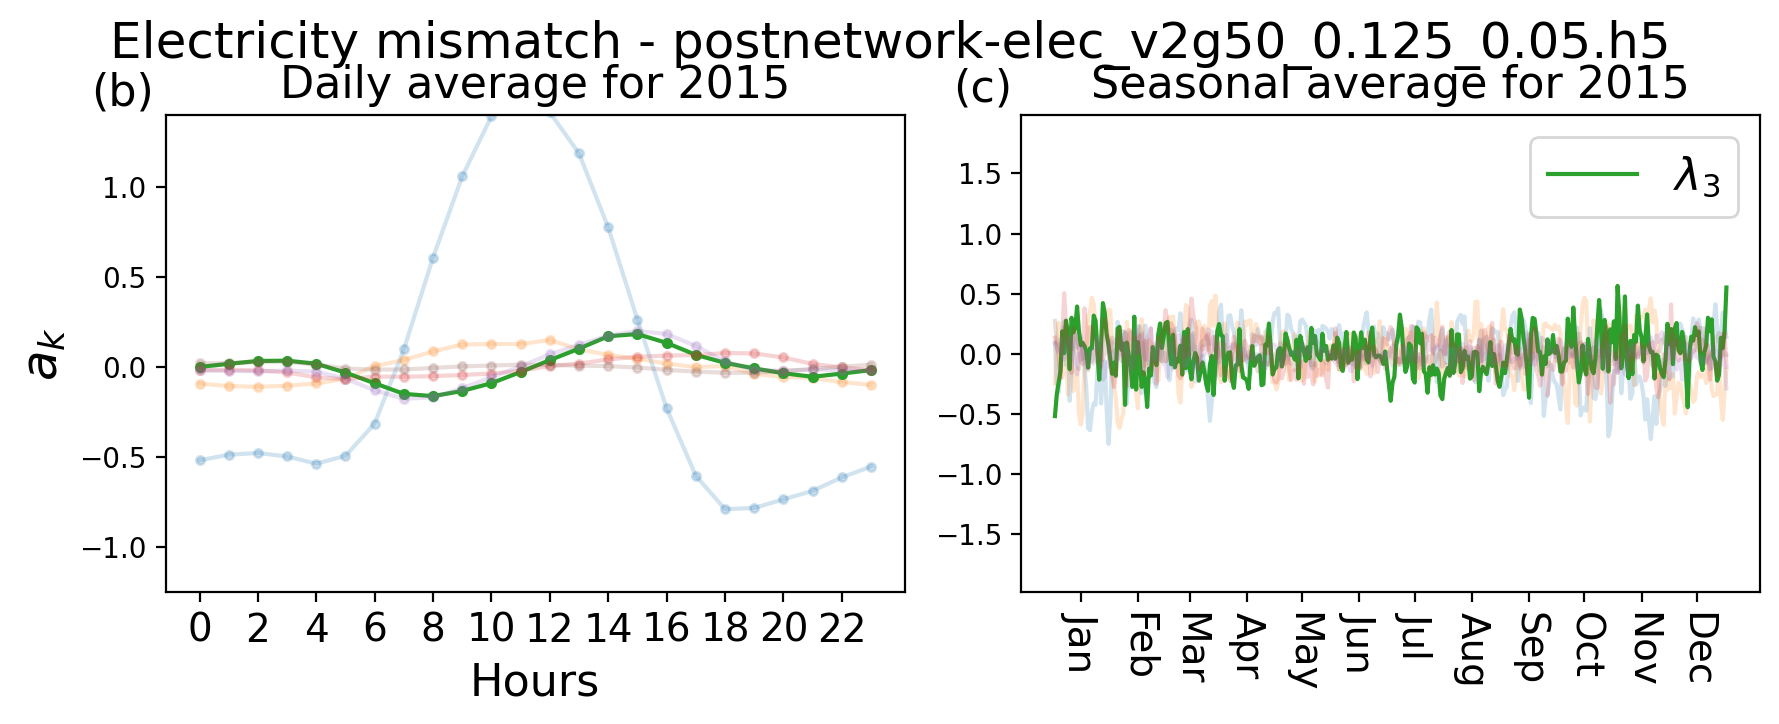 Electricity mismatch - postnetwork-elec_v2g50_0.125_0.05.h5
(b) Daily average for 2015
1.0
0.5
0.0
−0.5
−1.0
a_k
0 2 4 6 8 10 12 14 16 18 20 22
Hours
(c) Seasonal average for 2015
λ_3
1.5
1.0
0.5
0.0
−0.5
−1.0
−1.5
Jan Feb Mar Apr May Jun Jul Aug Sep Oct Nov Dec